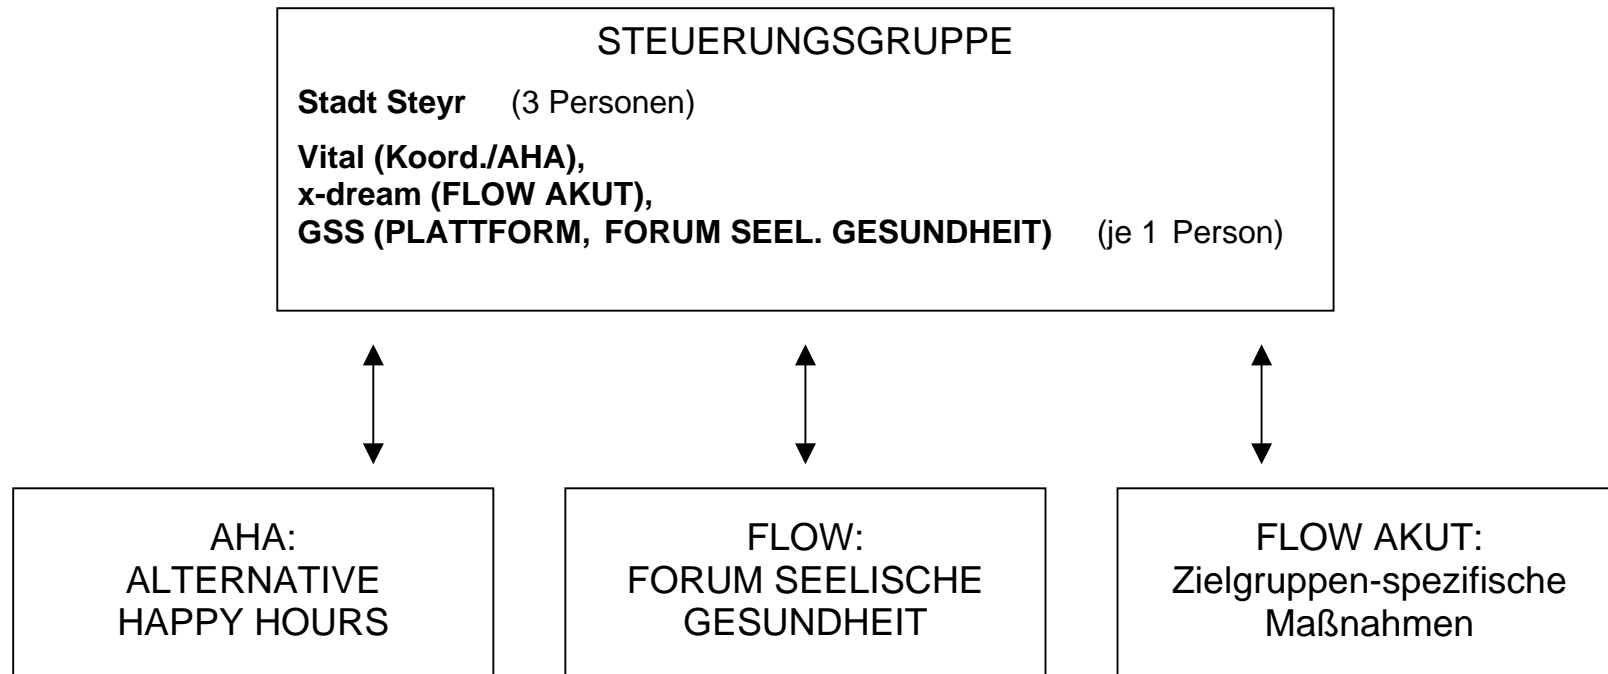 STEUERUNGSGRUPPE
Stadt Steyr (3 Personen)
Vital (Koord./AHA),
x-dream (FLOW AKUT),
GSS (PLATTFORM, FORUM SEEL. GESUNDHEIT) (je 1 Person)
AHA:
ALTERNATIVE
HAPPY HOURS
FLOW:
FORUM SEELISCHE
GESUNDHEIT
FLOW AKUT:
Zielgruppen-spezifische
Maßnahmen